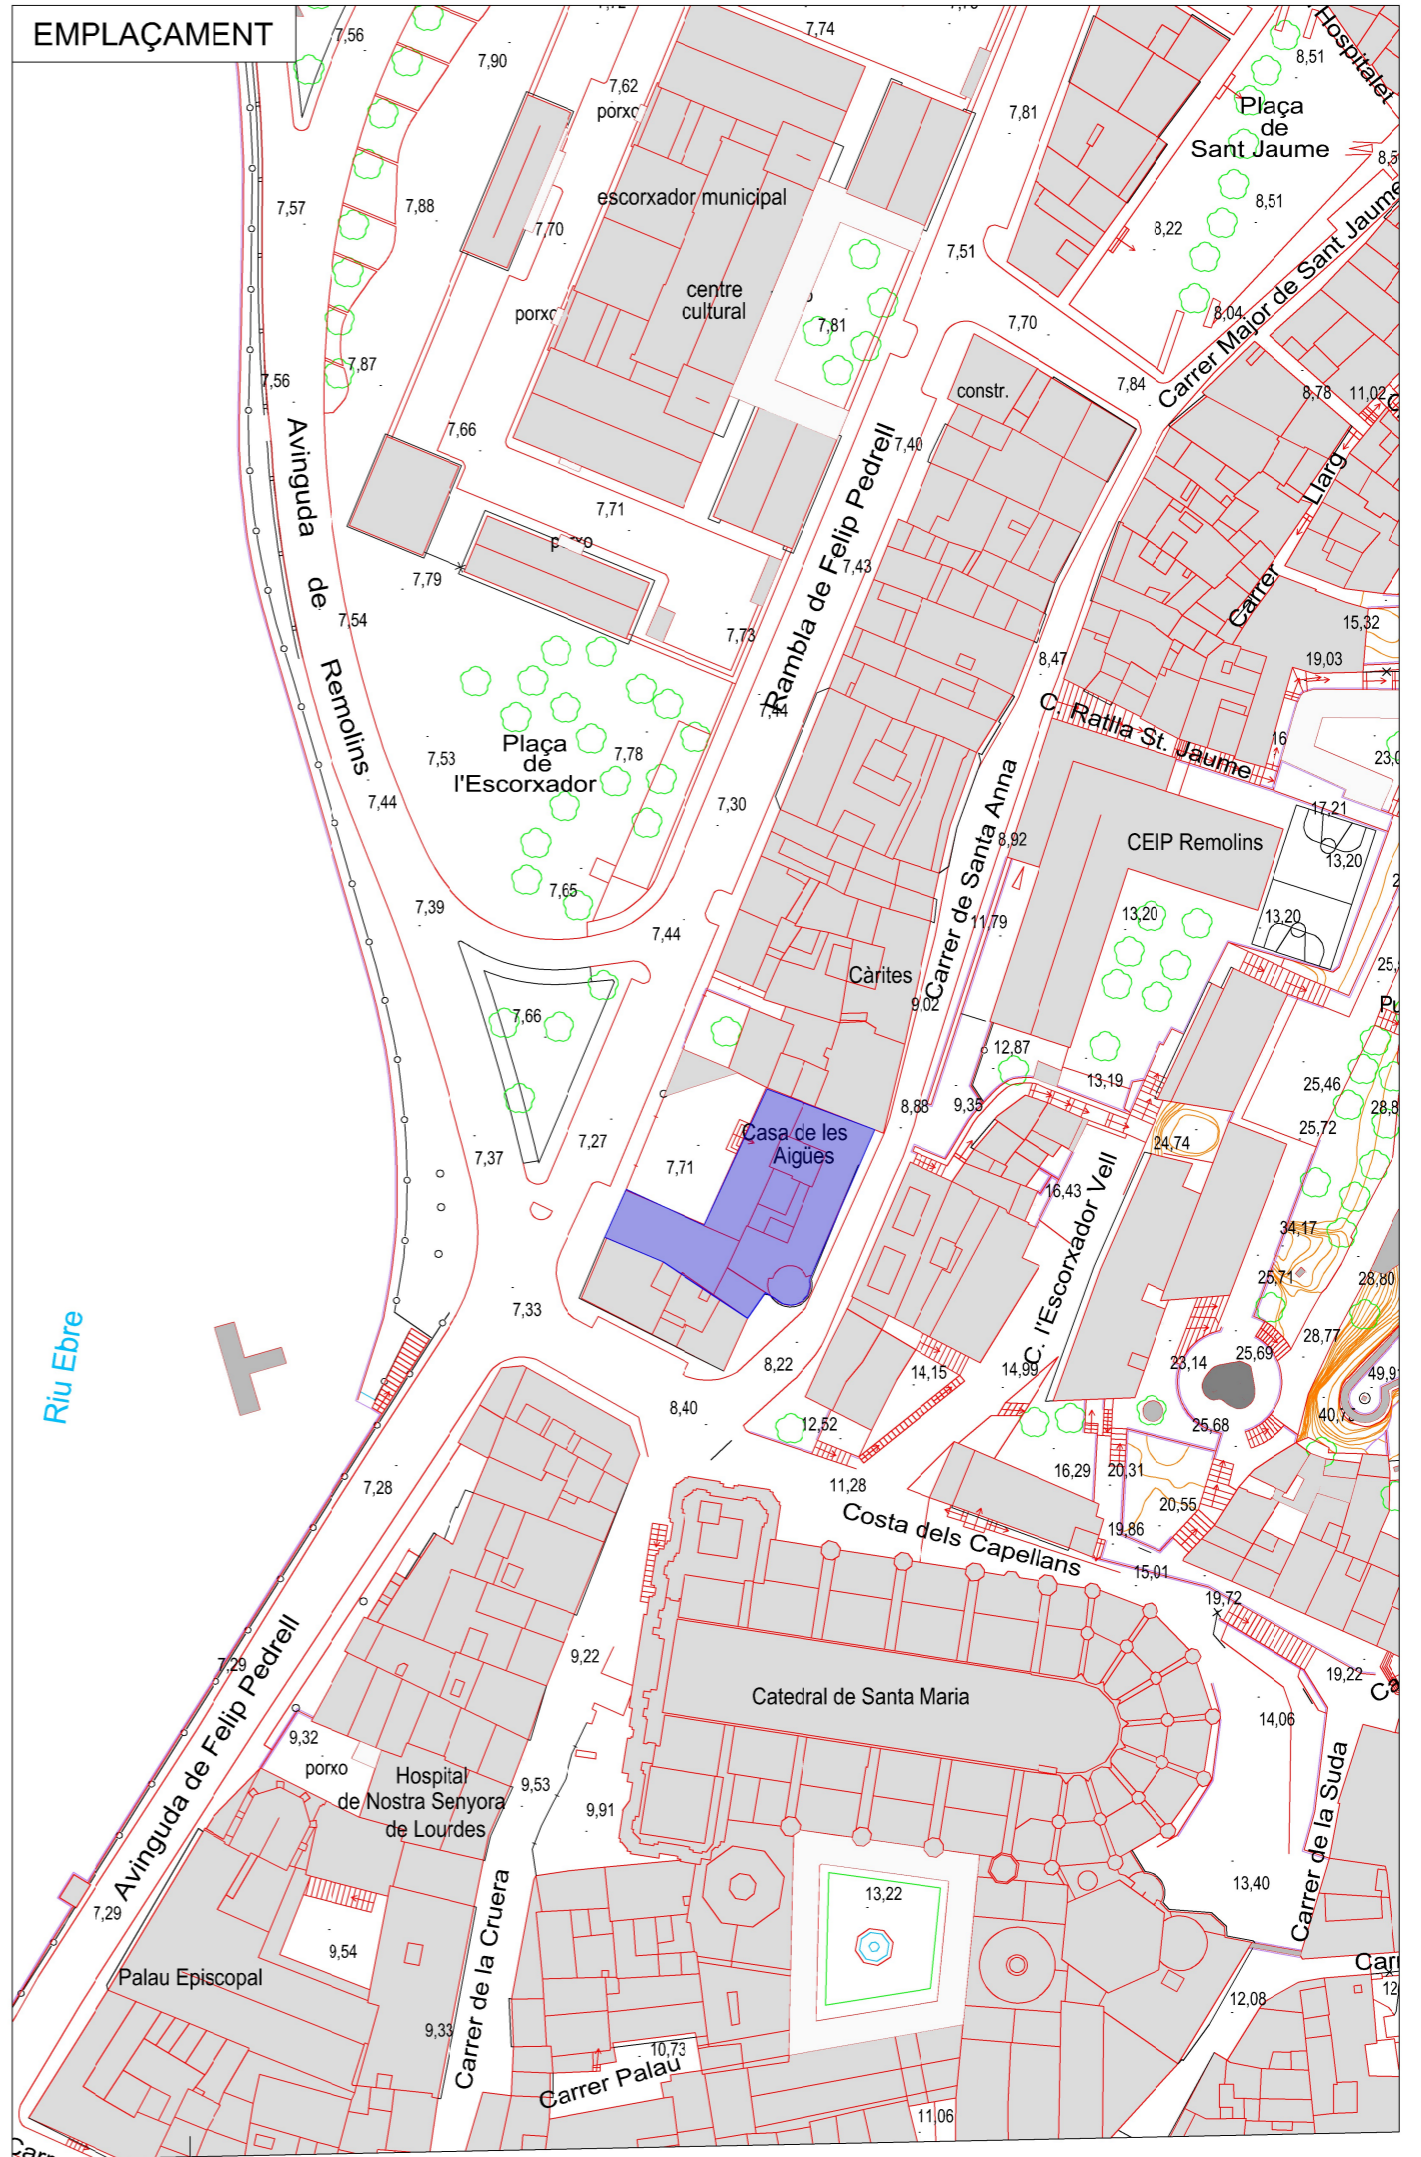 EMPLAÇAMENT
7,56
7,90
7,74
7,62
porxo
7,81
8,51
Hospitalet
Plaça
de
Sant Jaume
7,57
7,88
escorxador municipal
7,70
8,51
8,22
7,51
centre
cultural
porxo
7,81
7,70
8,04
Carrer Major de Sant Jaume
7,56
7,87
7,84
constr.
8,78
11,02
7,66
7,40
Avinguda de Remolins
Rambla de Felip Pedrell
Carrer Llarg
7,71
7,43
7,79
7,54
7,73
15,32
8,47
19,03
7,44
C. Ratlla St. Jaume
16
7,53
Plaça
de
l'Escorxador
7,78
7,44
7,30
17,21
Carrer de Santa Anna
8,92
CEIP Remolins
13,20
7,65
7,39
7,44
11,79
13,20
13,20
Càrites
9,02
7,66
12,87
13,19
25,46
8,88
9,35
25,72
Casa de les
Aigües
7,37
7,27
7,71
24,74
16,43
C. l'Escorxador Vell
34,17
25,71
28,80
7,33
28,77
Riu Ebre
8,22
14,15
14,99
23,14
25,69
8,40
12,52
25,68
7,28
11,28
16,29
20,31
20,55
19,86
Costa dels Capellans
15,01
19,72
7,29
9,22
19,22
Avinguda de Felip Pedrell
Catedral de Santa Maria
14,06
9,32
porxo
Hospital
de Nostra Senyora
de Lourdes
9,53
9,91
Carrer de la Suda
7,29
13,22
13,40
9,54
Palau Episcopal
Carrer de la Cruera
9,33
12,08
10,73
Carrer Palau
11,06